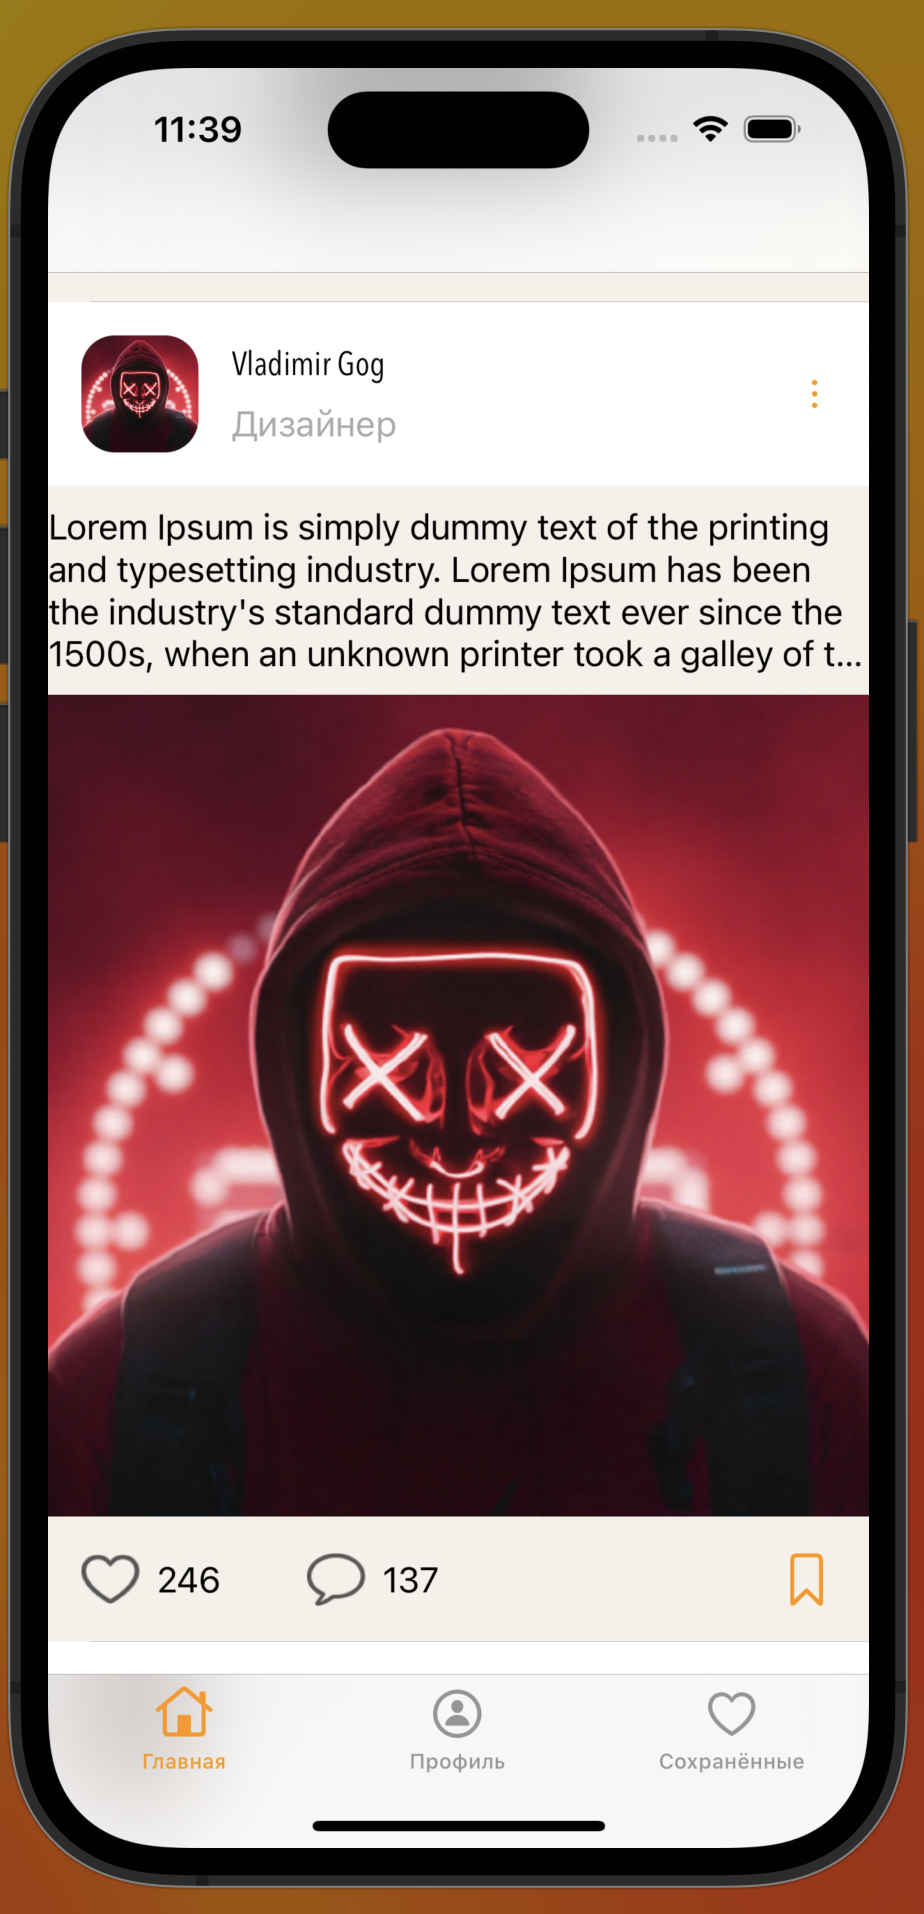 11:39
Vladimir Gog
Дизайнер
Lorem Ipsum is simply dummy text of the printing
and typesetting industry. Lorem Ipsum has been
the industry's standard dummy text ever since the
1500s, when an unknown printer took a galley of t...
246
137
Главная
Профиль
Сохранённые